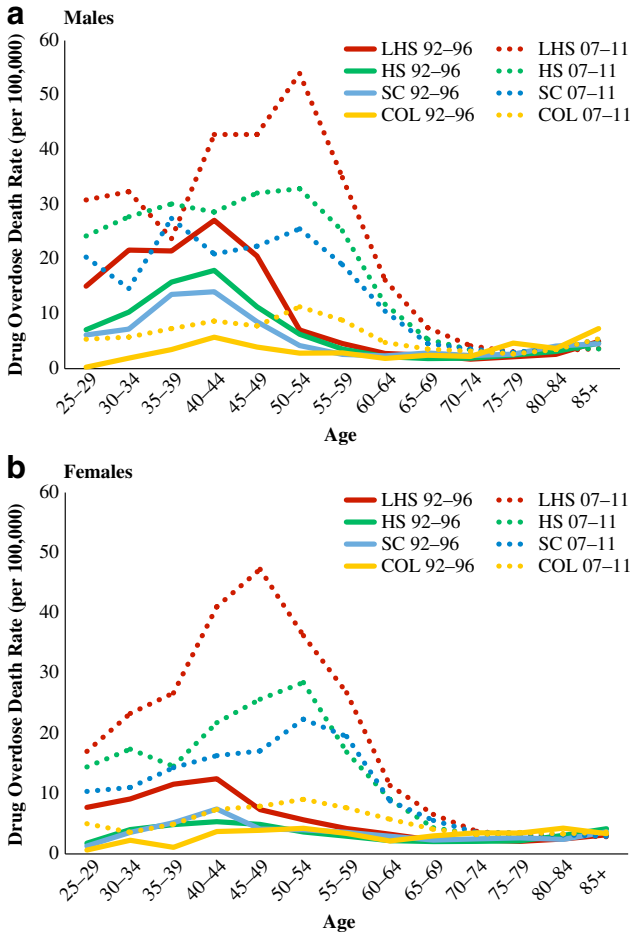 a Males
60
50
40
30
20
10
0
Drug Overdose Death Rate (per 100,000)
LHS 92–96 LHS 07–11
HS 92–96 HS 07–11
SC 92–96 SC 07–11
COL 92–96 COL 07–11
25–29 30–34 35–39 40–44 45–49 50–54 55–59 60–64 65–69 70–74 75–79 80–84 85+
Age
b Females
60
50
40
30
20
10
0
Drug Overdose Death Rate (per 100,000)
LHS 92–96 LHS 07–11
HS 92–96 HS 07–11
SC 92–96 SC 07–11
COL 92–96 COL 07–11
25–29 30–34 35–39 40–44 45–49 50–54 55–59 60–64 65–69 70–74 75–79 80–84 85+
Age